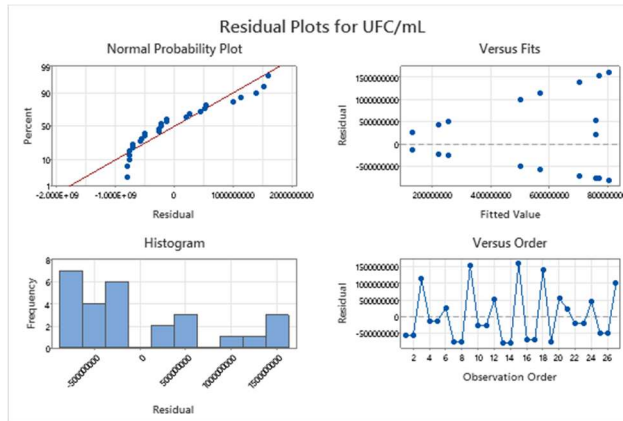 Residual Plots for UFC/mL
Normal Probability Plot
99
90
50
10
1
Percent
-2.000E+09 -1.000E+09 0 1000000000 2000000000
Residual
Versus Fits
1500000000
1000000000
500000000
0
-500000000
Residual
200000000 400000000 600000000 800000000
Fitted Value
Histogram
8
6
4
2
0
Frequency
-500000000 0 500000000 1000000000 1500000000
Residual
Versus Order
1500000000
1000000000
500000000
0
-500000000
Residual
2 4 6 8 10 12 14 16 18 20 22 24 26
Observation Order